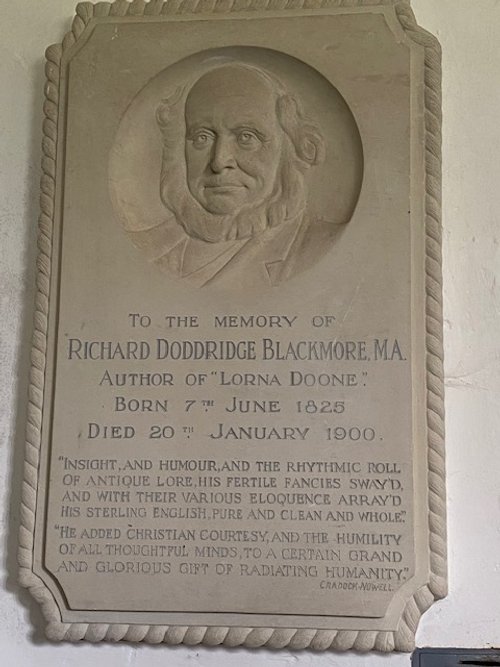 TO THE MEMORY OF
RICHARD DODDRIDGE BLACKMORE, M.A.
AUTHOR OF "LORNA DOONE".
BORN 7TH JUNE 1825
DIED 20TH JANUARY 1900.
"INSIGHT, AND HUMOUR, AND THE RHYTHMIC ROLL
OF ANTIQUE LORE, HIS FERTILE FANCIES SWAY'D,
AND WITH THEIR VARIOUS ELOQUENCE ARRAY'D
HIS STERLING ENGLISH, PURE AND CLEAN AND WHOLE."
"HE ADDED CHRISTIAN COURTESY, AND THE HUMILITY
OF ALL THOUGHTFUL MINDS, TO A CERTAIN GRAND
AND GLORIOUS GIFT OF RADIATING HUMANITY."
CRADOCK-NOWELL.